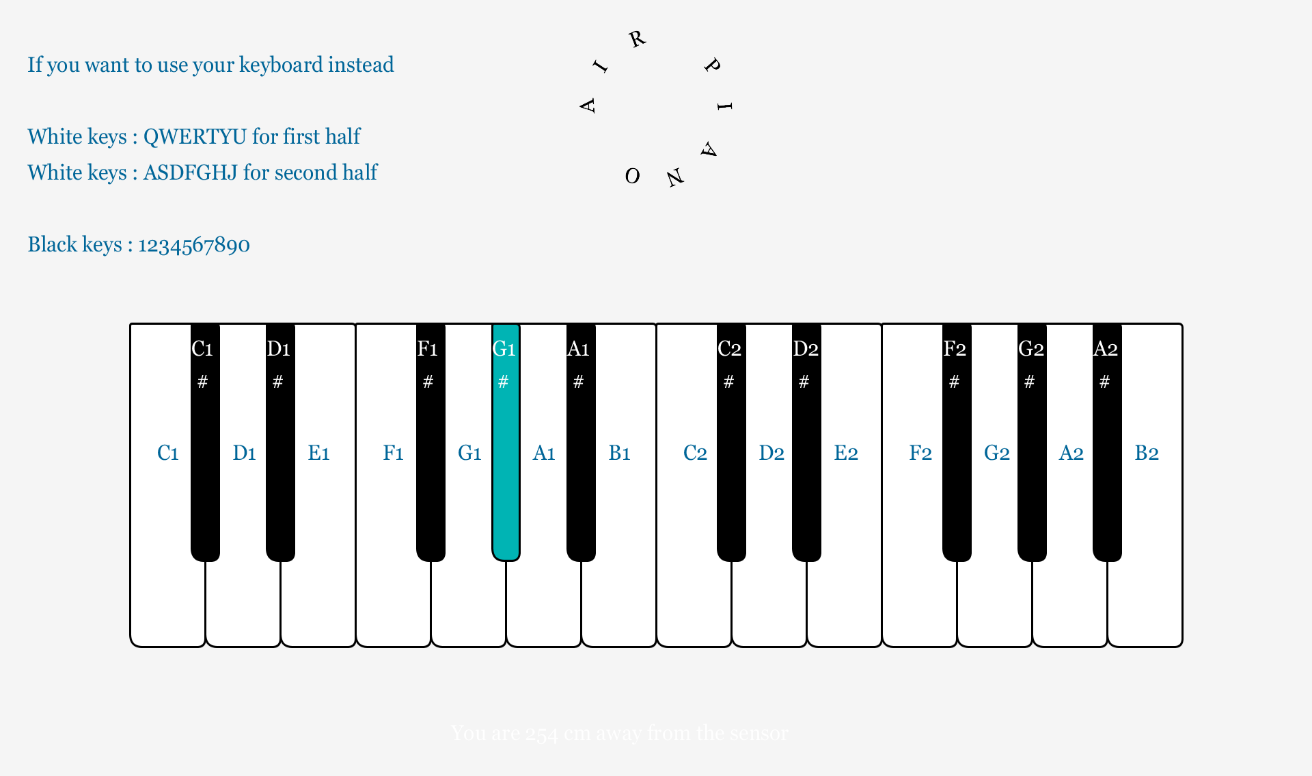 If you want to use your keyboard instead
AIR PIANO
White keys : QWERTYU for first half
White keys : ASDFGHJ for second half
Black keys : 1234567890
C1 D1 F1 G1 A1 C2 D2 F2 G2 A2
# # # # # # # # # #
C1 D1 E1 F1 G1 A1 B1 C2 D2 E2 F2 G2 A2 B2
You are 254 cm away from the sensor